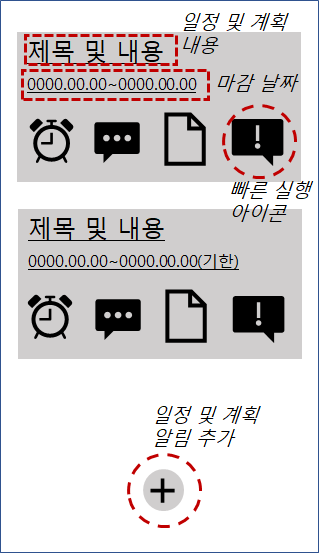 일정 및 계획
내용
제목 및 내용
0000.00.00~0000.00.00
마감 날짜
빠른 실행
아이콘
제목 및 내용
0000.00.00~0000.00.00(기한)
일정 및 계획
알림 추가